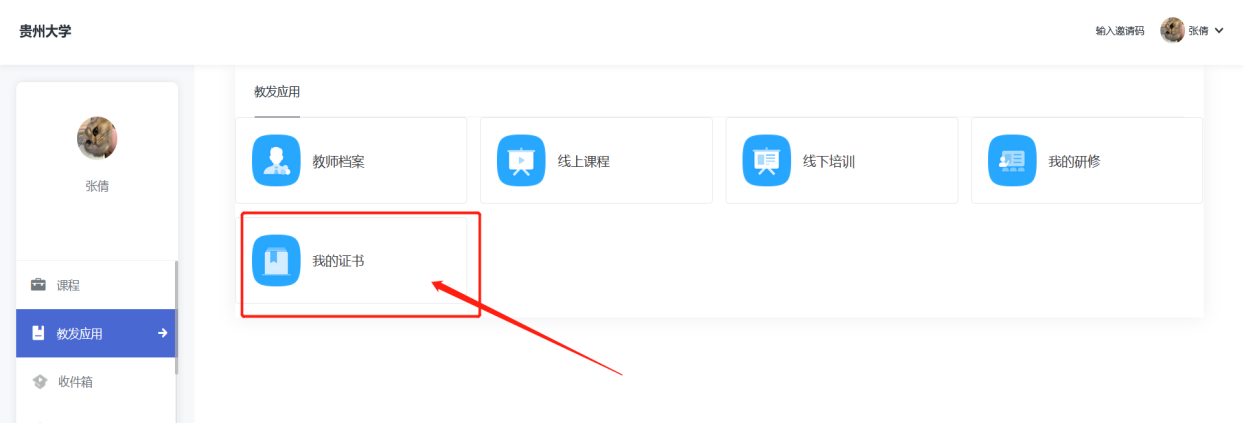 贵州大学
输入邀请码 张倩
张倩
课程
教发应用
收件箱
教发应用
教师档案 线上课程 线下培训 我的研修
我的证书